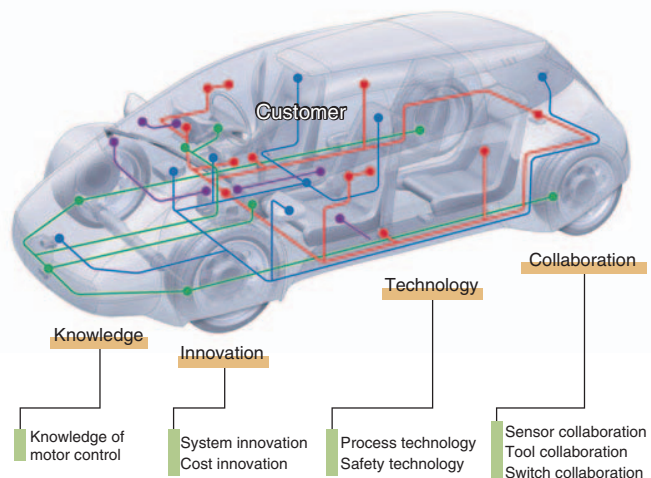 Customer
Collaboration
Technology
Knowledge
Innovation
Knowledge of
motor control
System innovation
Cost innovation
Process technology
Safety technology
Sensor collaboration
Tool collaboration
Switch collaboration